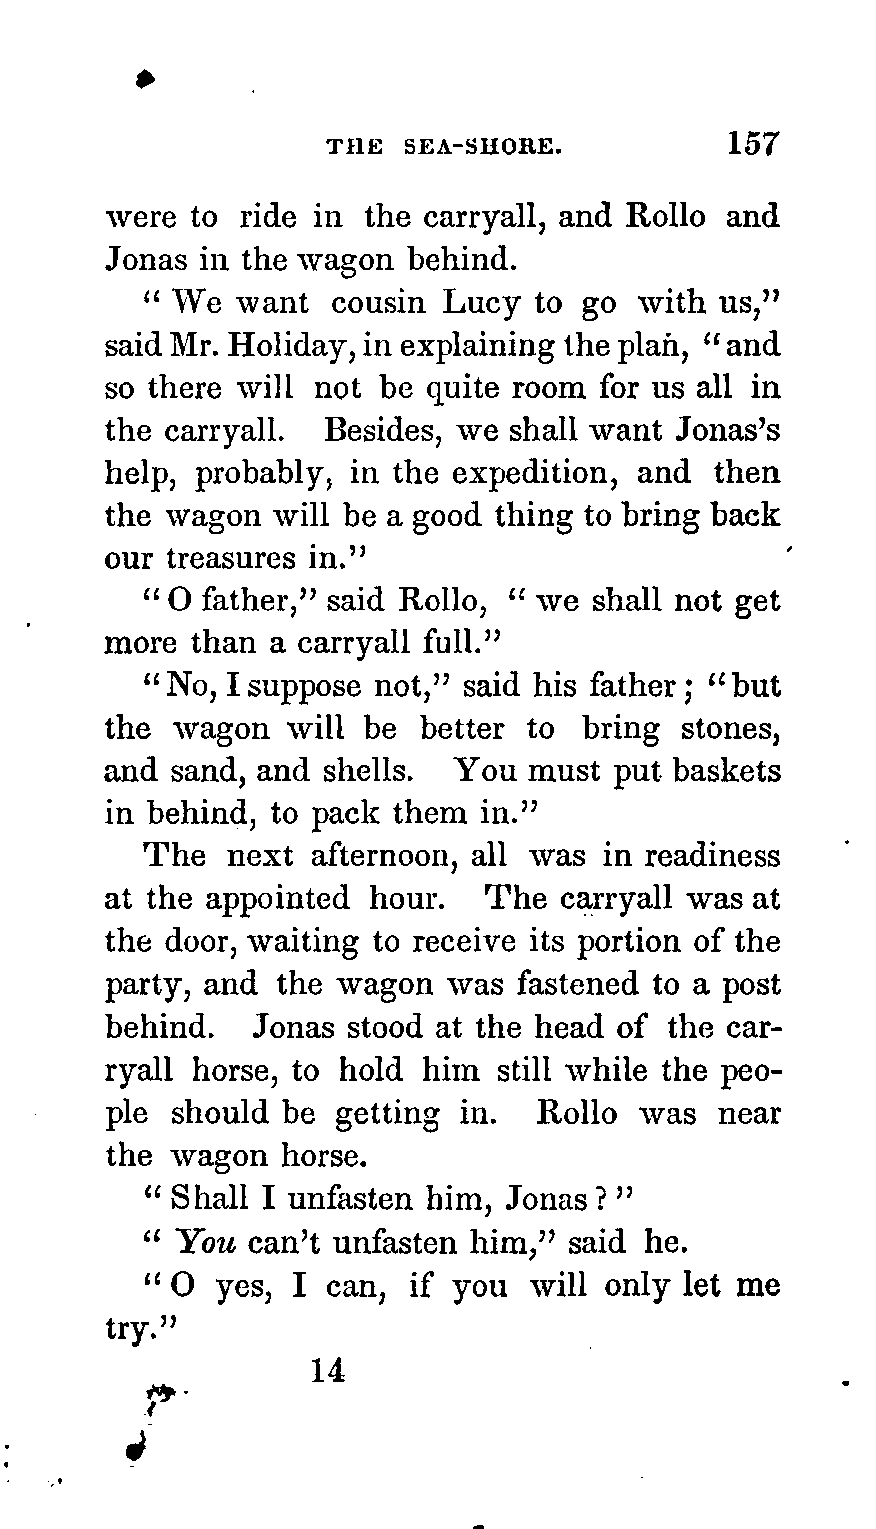 THE SEA-SHORE. 157
were to ride in the carryall, and Rollo and
Jonas in the wagon behind.
“ We want cousin Lucy to go with us,”
said Mr. Holiday, in explaining the plan, “ and
so there will not be quite room for us all in
the carryall. Besides, we shall want Jonas’s
help, probably, in the expedition, and then
the wagon will be a good thing to bring back
our treasures in.”
“ O father,” said Rollo, “ we shall not get
more than a carryall full.”
“ No, I suppose not,” said his father ; “ but
the wagon will be better to bring stones,
and sand, and shells. You must put baskets
in behind, to pack them in.”
The next afternoon, all was in readiness
at the appointed hour. The carryall was at
the door, waiting to receive its portion of the
party, and the wagon was fastened to a post
behind. Jonas stood at the head of the car-
ryall horse, to hold him still while the peo-
ple should be getting in. Rollo was near
the wagon horse.
“ Shall I unfasten him, Jonas ? ”
“ You can’t unfasten him,” said he.
“ O yes, I can, if you will only let me
try.”
14